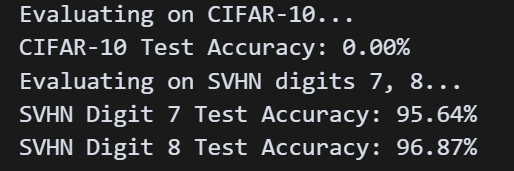 Evaluating on CIFAR-10...
CIFAR-10 Test Accuracy: 0.00%
Evaluating on SVHN digits 7, 8...
SVHN Digit 7 Test Accuracy: 95.64%
SVHN Digit 8 Test Accuracy: 96.87%